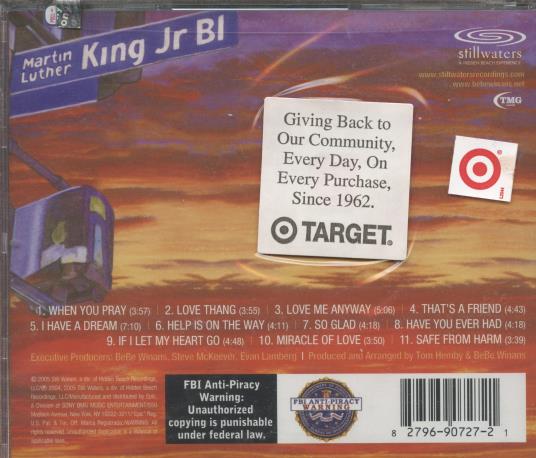 Martin
Luther King Jr Bl
stillwaters
A HIDDEN BEACH EXPERIENCE
www.stillwatersrecordings.com
www.bebewinans.net
TMG
Giving Back to
Our Community,
Every Day, On
Every Purchase,
Since 1962.
TARGET.
1. WHEN YOU PRAY (3:57) | 2. LOVE THANG (3:55) | 3. LOVE ME ANYWAY (5:06) | 4. THAT'S A FRIEND (4:43)
5. I HAVE A DREAM (7:10) | 6. HELP IS ON THE WAY (4:11) | 7. SO GLAD (4:18) | 8. HAVE YOU EVER HAD (4:18)
9. IF I LET MY HEART GO (4:48) | 10. MIRACLE OF LOVE (3:50) | 11. SAFE FROM HARM (3:39)
Executive Producers: BeBe Winans, Steve McKeever, Evan Lamberg | Produced and Arranged by Tom Hemby & BeBe Winans
FBI Anti-Piracy
Warning:
Unauthorized
copying is punishable
under federal law.
FBI ANTI-PIRACY
WARNING
8 2796-90727-2 1